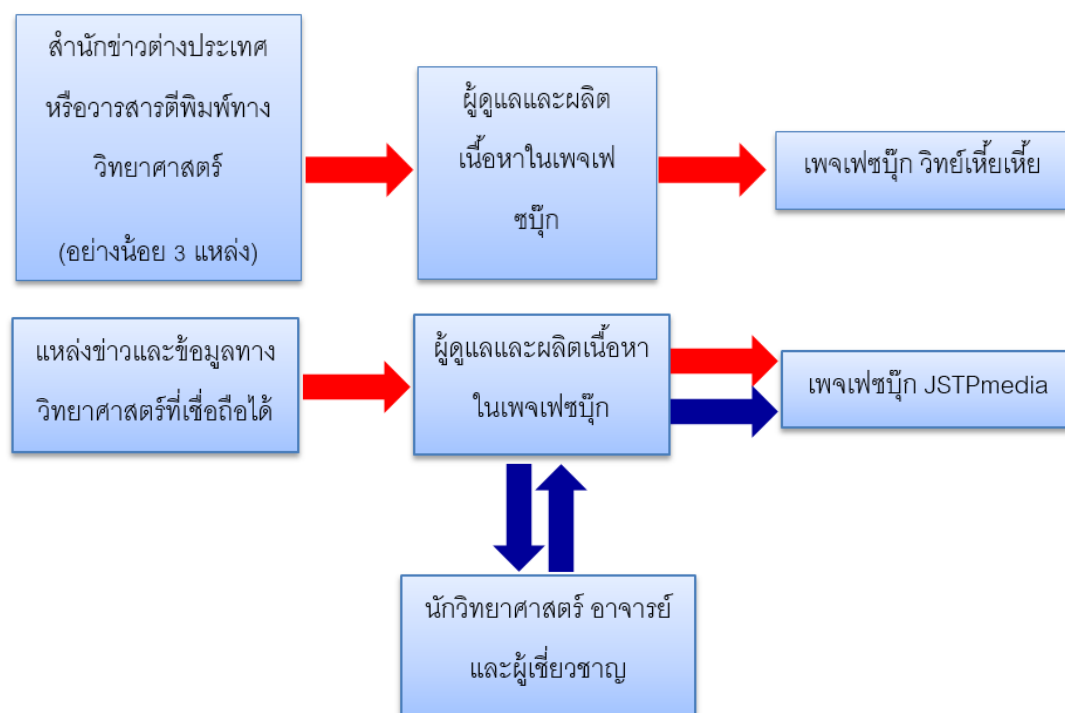 สำนักข่าวต่างประเทศ
หรือวารสารตีพิมพ์ทาง
วิทยาศาสตร์
(อย่างน้อย 3 แหล่ง)
ผู้ดูแลและผลิต
เนื้อหาในเพจเฟ
ซบุ๊ก
เพจเฟซบุ๊ก วิทย์เหี้ยเหี้ย
แหล่งข่าวและข้อมูลทาง
วิทยาศาสตร์ที่เชื่อถือได้
ผู้ดูแลและผลิตเนื้อหา
ในเพจเฟซบุ๊ก
เพจเฟซบุ๊ก JSTPmedia
นักวิทยาศาสตร์ อาจารย์
และผู้เชี่ยวชาญ